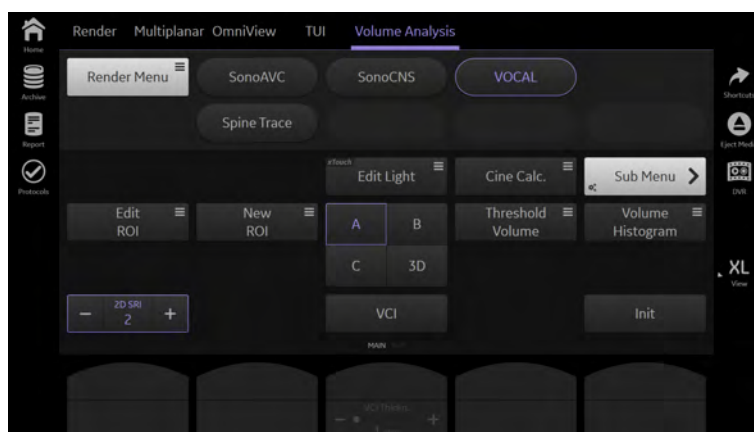 Home
Render Multiplanar OmniView TUI Volume Analysis
Archive
Render Menu SonoAVC SonoCNS VOCAL
Shortcuts
Report
Spine Trace
Eject Media
Protocols
eTouch
Edit Light Cine Calc. Sub Menu
DVR
Edit ROI New ROI A B Threshold Volume Volume Histogram
C 3D
XL
View
2D SRI
- 2 +
VCI Init
MAIN
- +